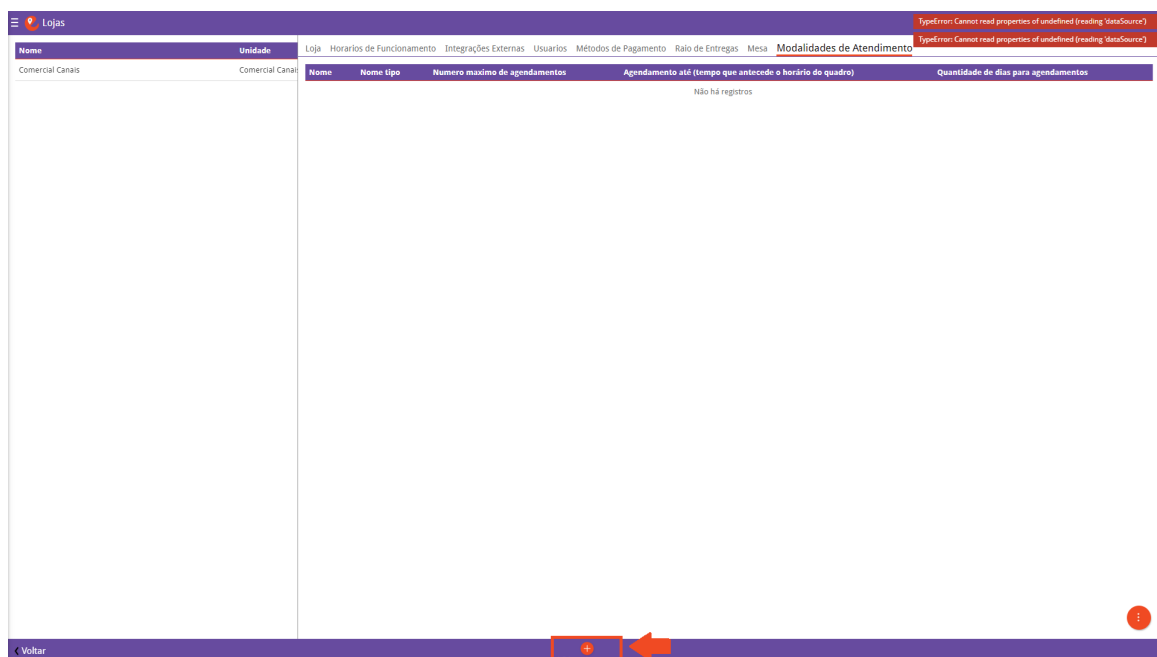 Lojas
TypeError: Cannot read properties of undefined (reading 'dataSource')
TypeError: Cannot read properties of undefined (reading 'dataSource')
Nome Unidade
Comercial Canais Comercial Canais
Loja Horarios de Funcionamento Integrações Externas Usuarios Métodos de Pagamento Raio de Entregas Mesa Modalidades de Atendimento
Nome Nome tipo Numero maximo de agendamentos Agendamento até (tempo que antecede o horário do quadro) Quantidade de dias para agendamentos
Não há registros
Voltar